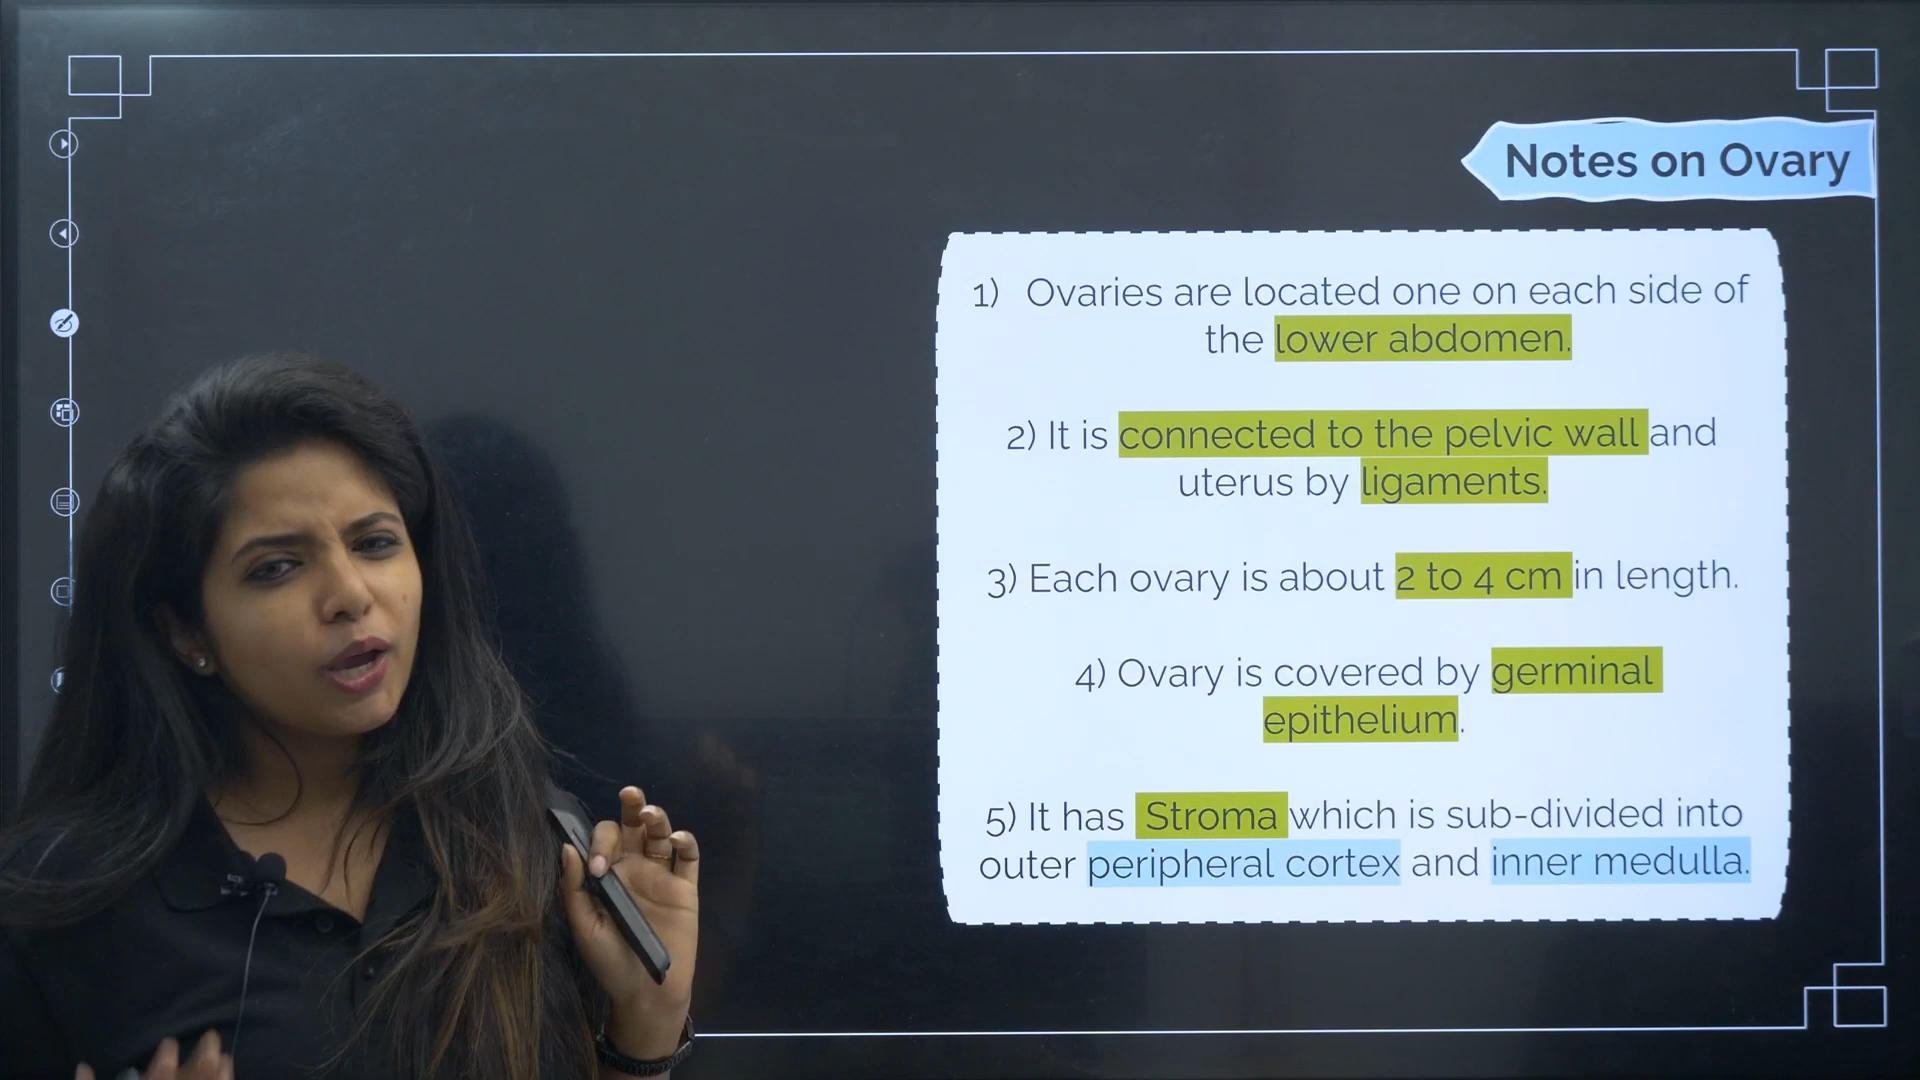 Notes on Ovary
1) Ovaries are located one on each side of
the lower abdomen.
2) It is connected to the pelvic wall and
uterus by ligaments.
3) Each ovary is about 2 to 4 cm in length.
4) Ovary is covered by germinal
epithelium.
5) It has Stroma which is sub-divided into
outer peripheral cortex and inner medulla.